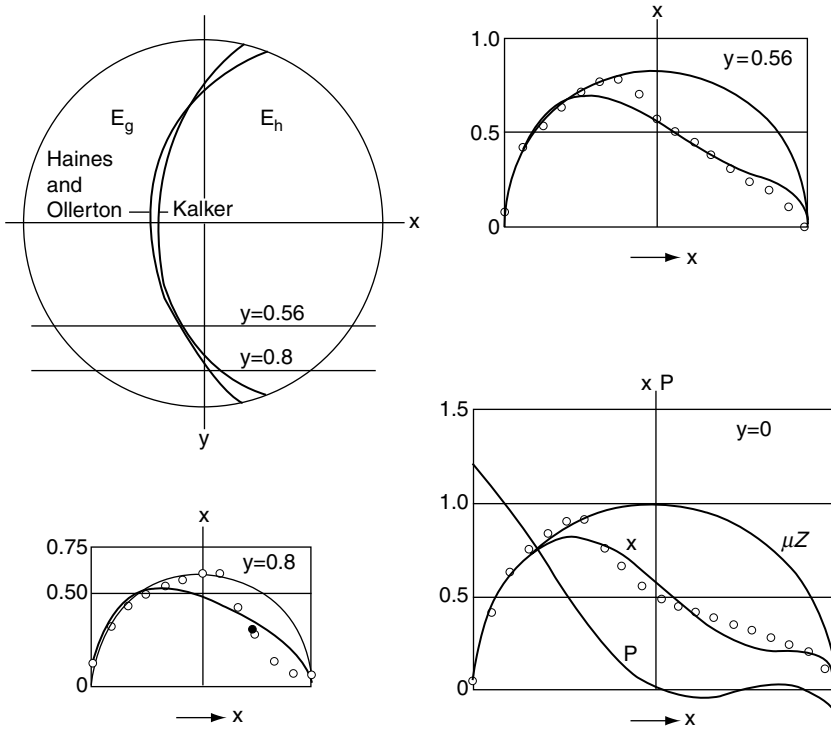 E_g
E_h
Haines
and
Ollerton
Kalker
x
y=0.56
y=0.8
y
x
1.0
y=0.56
0.5
0
x
x P
1.5
y=0
1.0
μZ
x
0.5
P
0
x
x
0.75
y=0.8
0.50
0
x